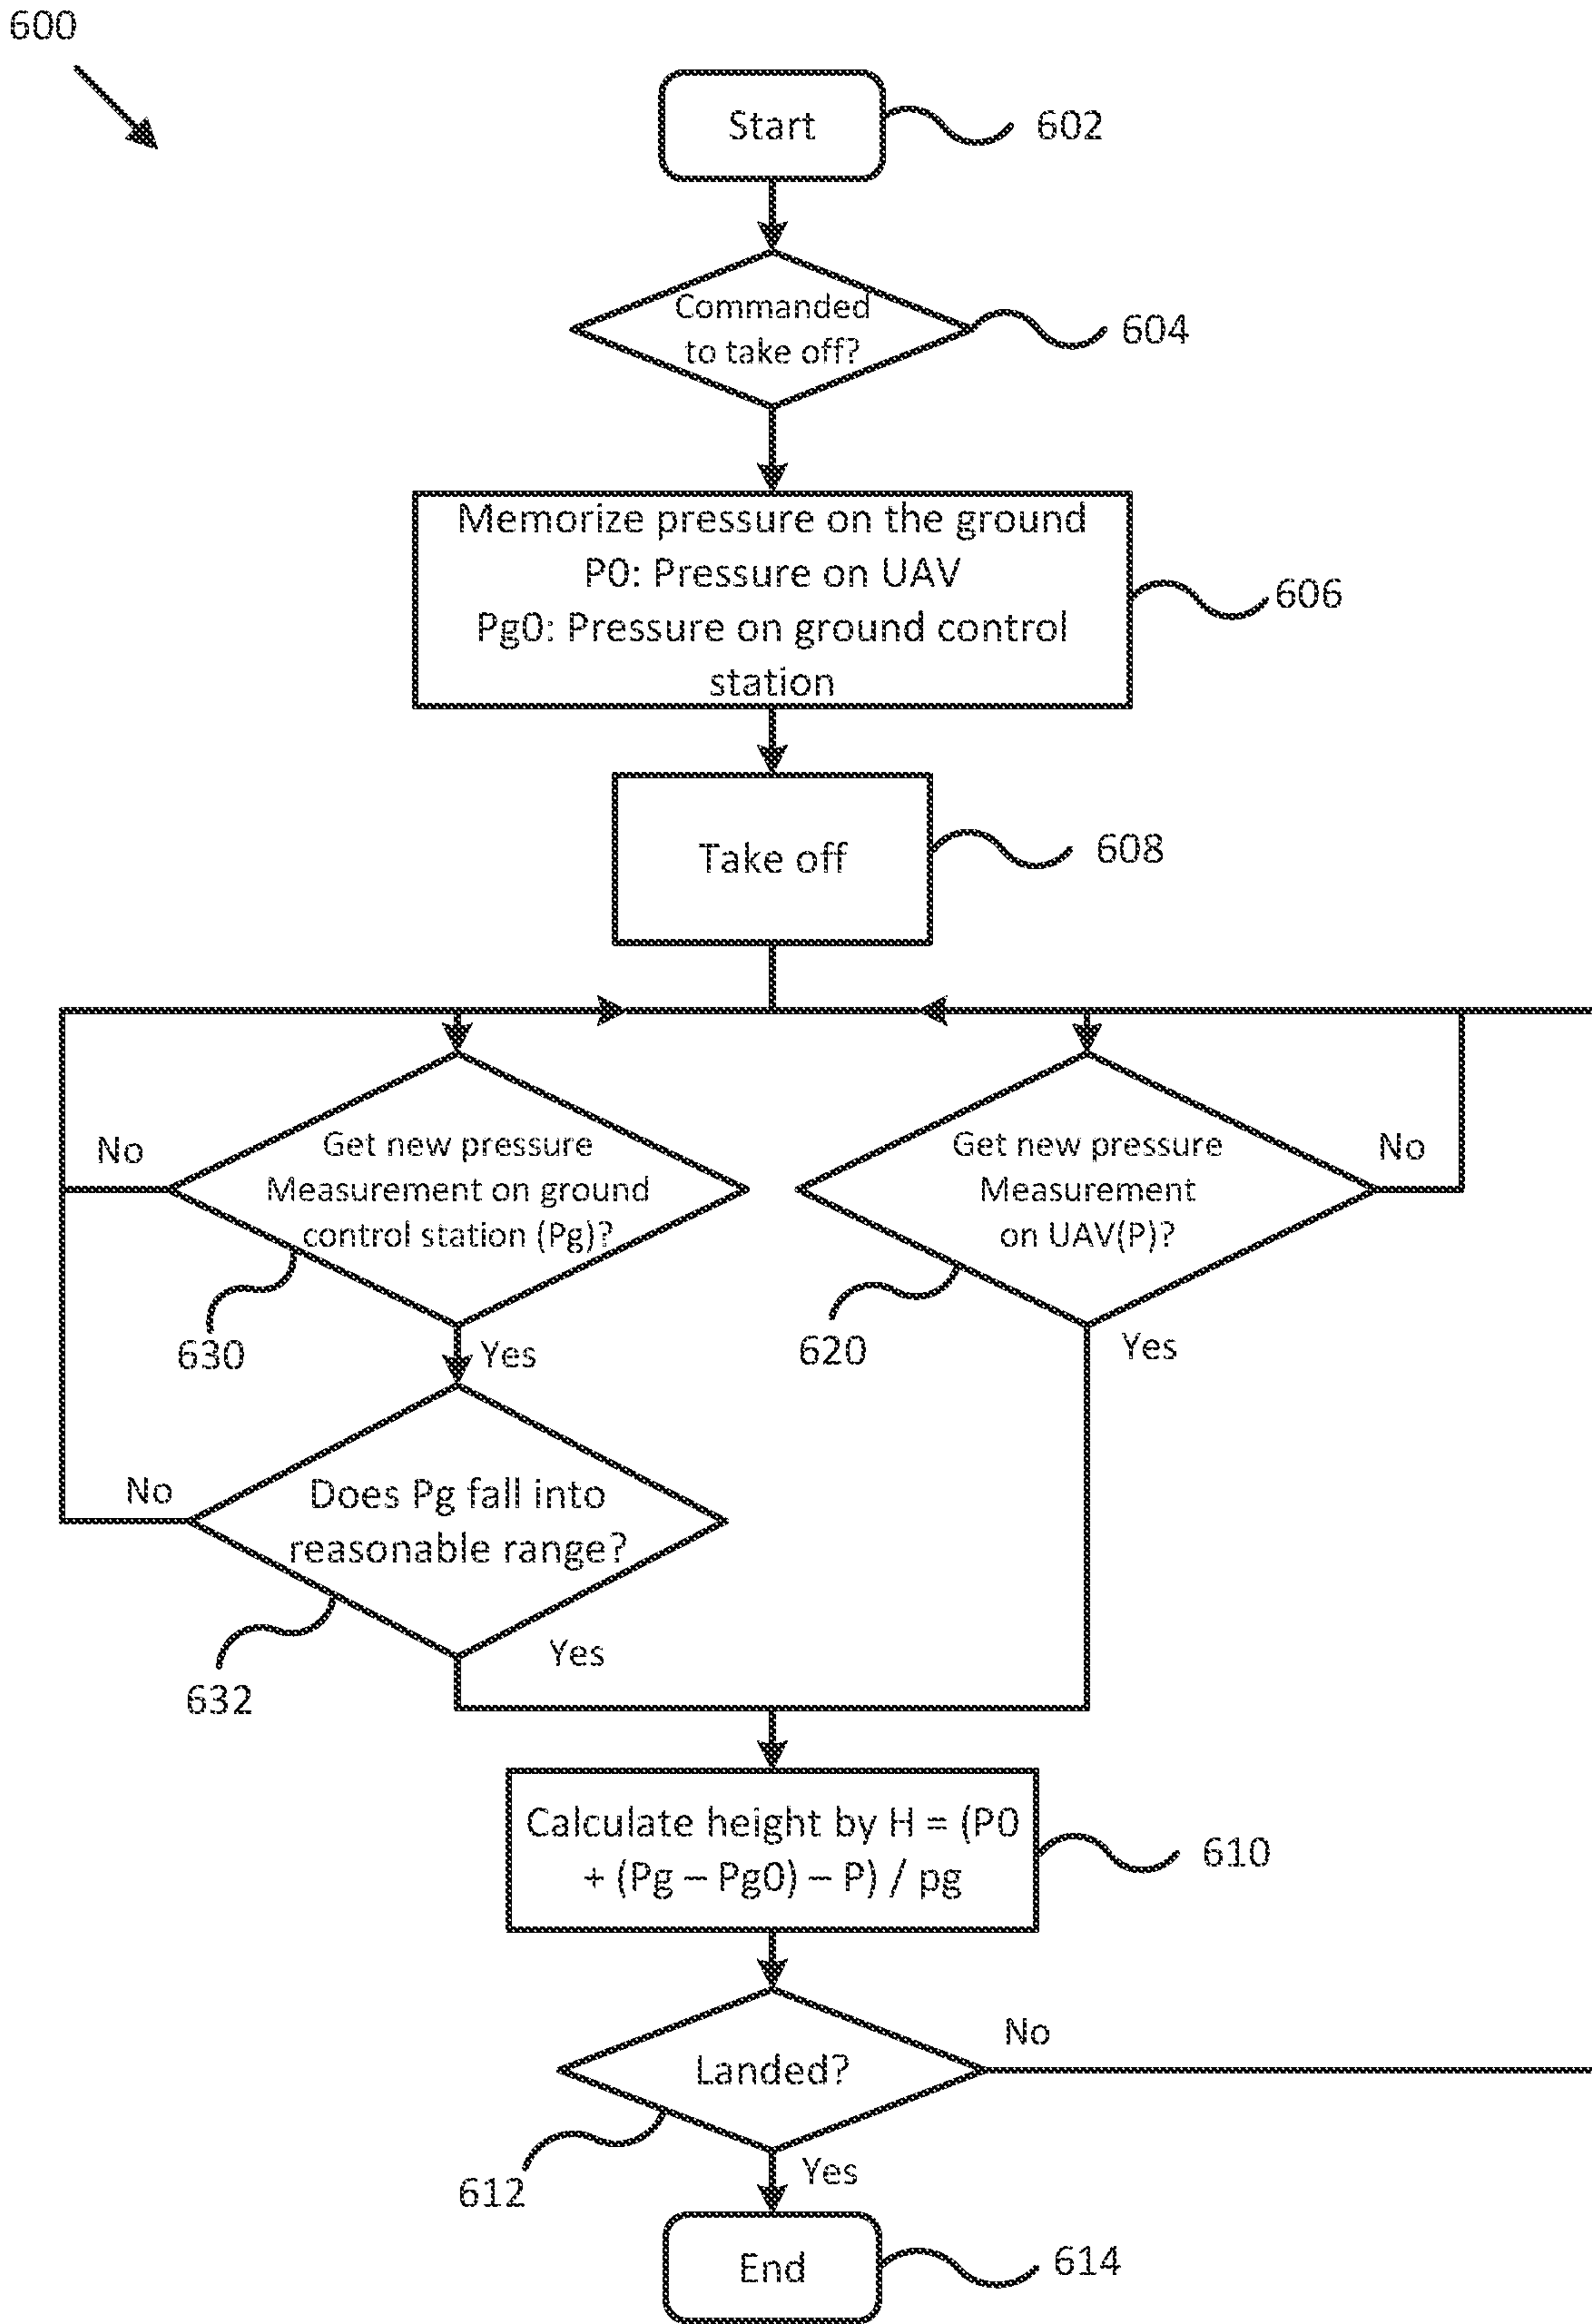 600
Start
602
Commanded
to take off?
604
Memorize pressure on the ground
P0: Pressure on UAV
Pg0: Pressure on ground control
station
606
Take off
608
No
Get new pressure
Measurement on ground
control station (Pg)?
630
Yes
Get new pressure
Measurement
on UAV(P)?
No
620
Yes
No
Does Pg fall into
reasonable range?
632
Yes
Calculate height by H = (P0
+ (Pg – Pg0) – P) / pg
610
Landed?
No
612
Yes
End
614